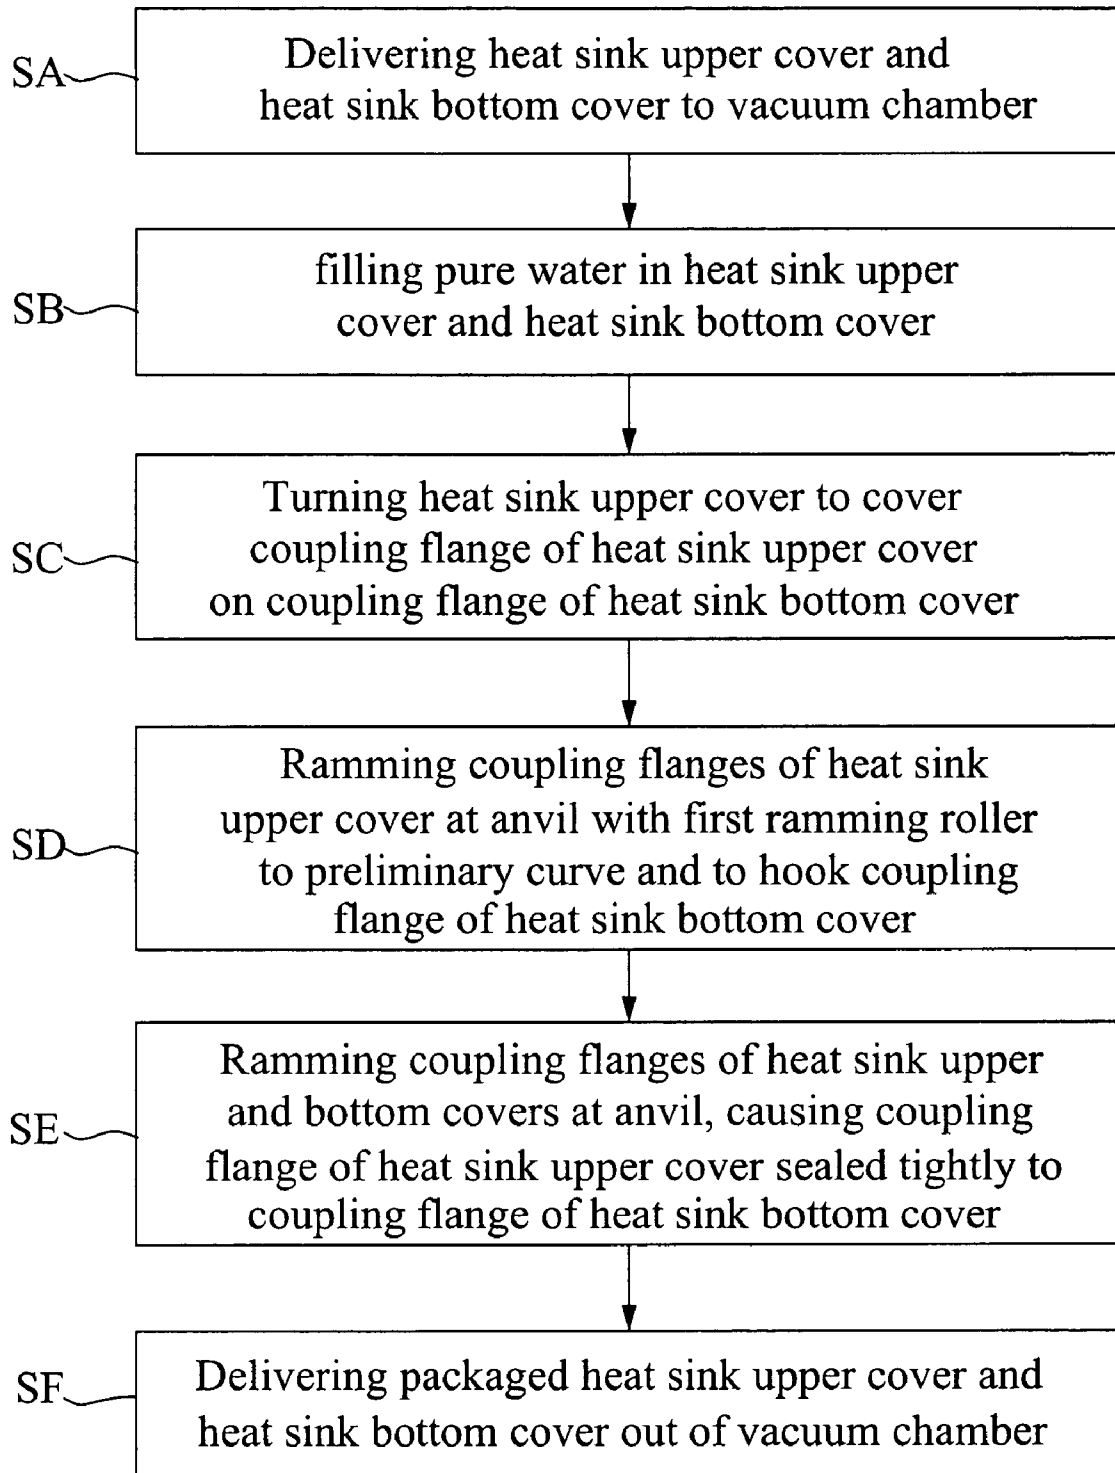 SA
Delivering heat sink upper cover and
heat sink bottom cover to vacuum chamber
SB
filling pure water in heat sink upper
cover and heat sink bottom cover
SC
Turning heat sink upper cover to cover
coupling flange of heat sink upper cover
on coupling flange of heat sink bottom cover
SD
Ramming coupling flanges of heat sink
upper cover at anvil with first ramming roller
to preliminary curve and to hook coupling
flange of heat sink bottom cover
SE
Ramming coupling flanges of heat sink upper
and bottom covers at anvil, causing coupling
flange of heat sink upper cover sealed tightly to
coupling flange of heat sink bottom cover
SF
Delivering packaged heat sink upper cover and
heat sink bottom cover out of vacuum chamber